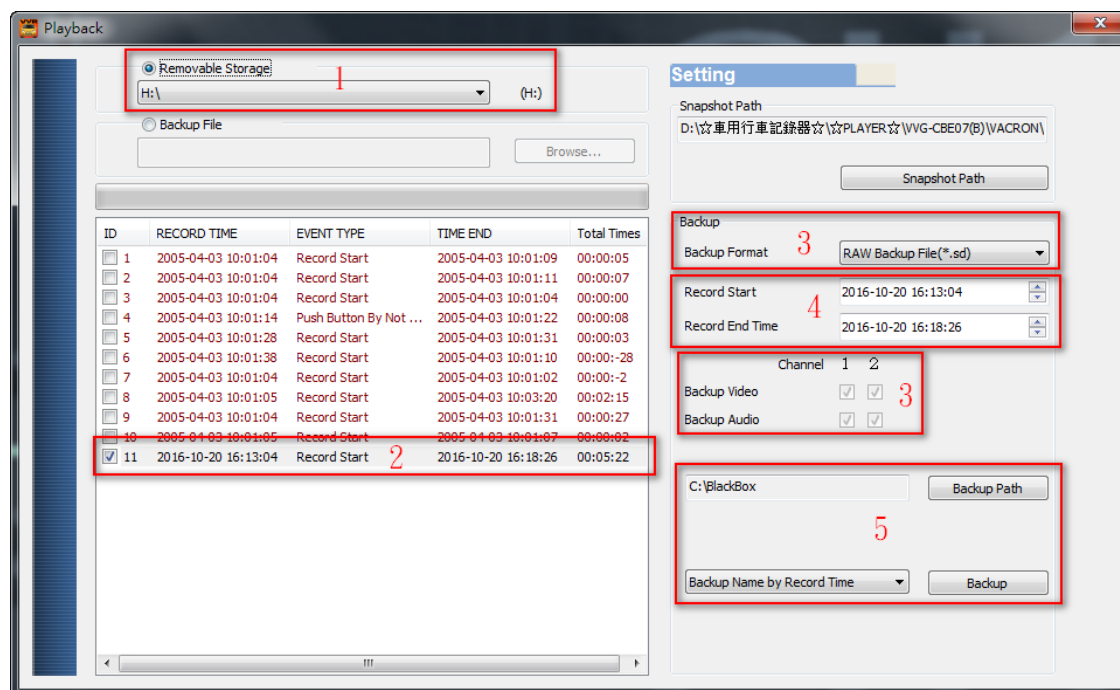 Playback
Removable Storage
1
H:\
(H:)
Backup File
Browse...
ID RECORD TIME EVENT TYPE TIME END Total Times
1 2005-04-03 10:01:04 Record Start 2005-04-03 10:01:09 00:00:05
2 2005-04-03 10:01:04 Record Start 2005-04-03 10:01:11 00:00:07
3 2005-04-03 10:01:04 Record Start 2005-04-03 10:01:04 00:00:00
4 2005-04-03 10:01:14 Push Button By Not ... 2005-04-03 10:01:22 00:00:08
5 2005-04-03 10:01:28 Record Start 2005-04-03 10:01:31 00:00:03
6 2005-04-03 10:01:38 Record Start 2005-04-03 10:01:10 00:00:-28
7 2005-04-03 10:01:04 Record Start 2005-04-03 10:01:02 00:00:-2
8 2005-04-03 10:01:05 Record Start 2005-04-03 10:03:20 00:02:15
9 2005-04-03 10:01:04 Record Start 2005-04-03 10:01:31 00:00:27
10 2005-04-03 10:01:05 Record Start 2005-04-03 10:01:07 00:00:02
11 2016-10-20 16:13:04 Record Start 2 2016-10-20 16:18:26 00:05:22
Setting
Snapshot Path
D:\☆車用行車記錄器☆\☆PLAYER☆\VVG-CBE07(B)\VACRON\
Snapshot Path
Backup
Backup Format 3 RAW Backup File(*.sd)
Record Start 2016-10-20 16:13:04
4
Record End Time 2016-10-20 16:18:26
Channel 1 2
Backup Video 3
Backup Audio
C:\BlackBox Backup Path
5
Backup Name by Record Time Backup